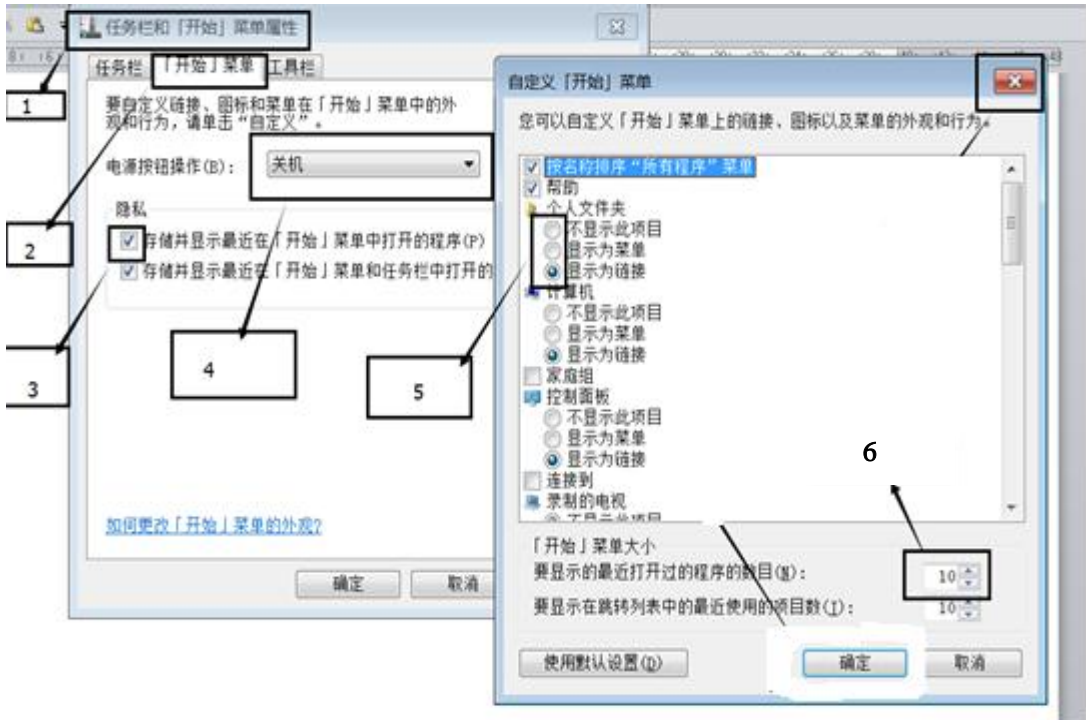 任务栏和「开始」菜单属性
任务栏
「开始」菜单
工具栏
要自定义链接、图标和菜单在「开始」菜单中的外
观和行为，请单击“自定义”。
电源按钮操作(B)：
关机
隐私
存储并显示最近在「开始」菜单中打开的程序(P)
存储并显示最近在「开始」菜单和任务栏中打开的
如何更改「开始」菜单的外观?
确定
取消
1
2
3
4
5
自定义「开始」菜单
您可以自定义「开始」菜单上的链接、图标以及菜单的外观和行为。
按名称排序“所有程序”菜单
帮助
个人文件夹
不显示此项目
显示为菜单
显示为链接
计算机
不显示此项目
显示为菜单
显示为链接
家庭组
控制面板
不显示此项目
显示为菜单
显示为链接
连接到
录制的电视
不显示此项目
6
「开始」菜单大小
要显示的最近打开过的程序的数目(N)：
10
要显示在跳转列表中的最近使用的项目数(I)：
10
使用默认设置(D)
确定
取消